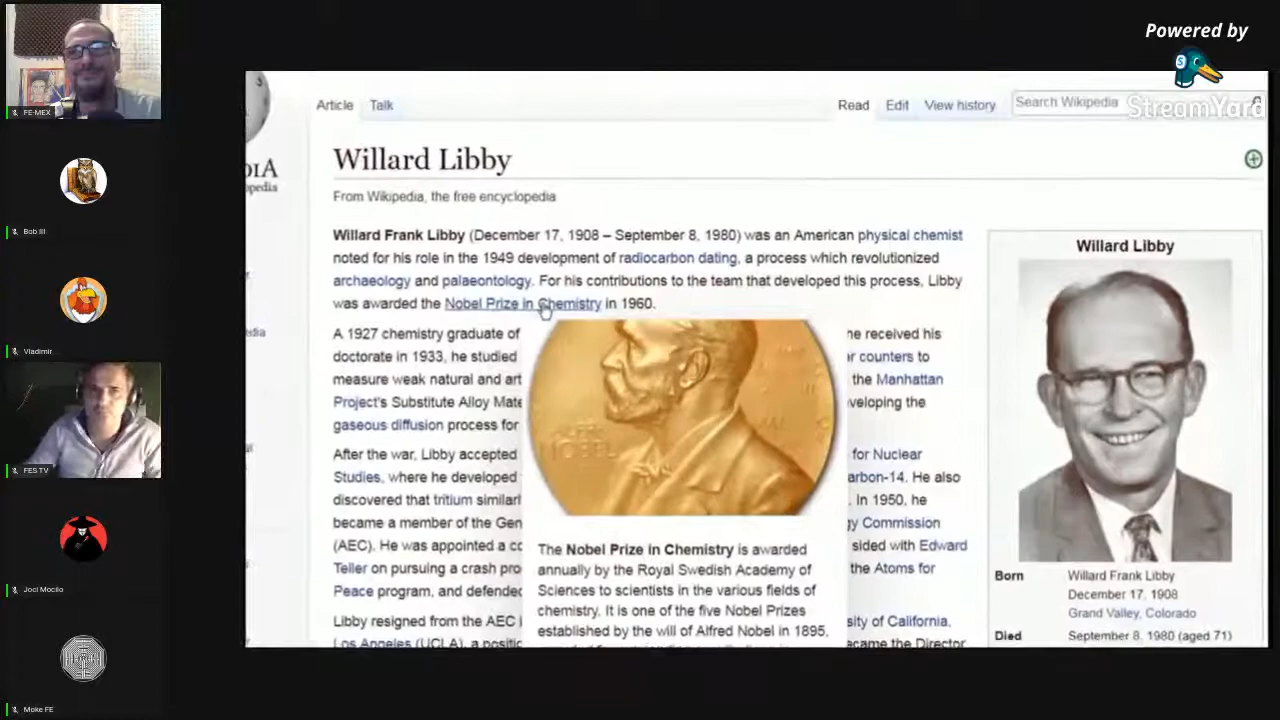 Powered by
StreamYard
FE-MEX
Bob III
Vladimir
FES TV
Moke FE
DIA
opedia
Article Talk Read Edit View history Search Wikipedia
Willard Libby
From Wikipedia, the free encyclopedia
Willard Frank Libby (December 17, 1908 – September 8, 1980) was an American physical chemist
noted for his role in the 1949 development of radiocarbon dating, a process which revolutionized
archaeology and palaeontology. For his contributions to the team that developed this process, Libby
was awarded the Nobel Prize in Chemistry in 1960.
A 1927 chemistry graduate of he received his
doctorate in 1933, he studied r counters to
measure weak natural and art the Manhattan
Project's Substitute Alloy Mate veloping the
gaseous diffusion process for
After the war, Libby accepted for Nuclear
Studies, where he developed arbon-14. He also
discovered that tritium similarl . In 1950, he
became a member of the Gen y Commission
(AEC). He was appointed a co sided with Edward
Teller on pursuing a crash pro the Atoms for
Peace program, and defended
Libby resigned from the AEC i sity of California,
Los Angeles (UCLA), a positio came the Director
NOBEL
The Nobel Prize in Chemistry is awarded
annually by the Royal Swedish Academy of
Sciences to scientists in the various fields of
chemistry. It is one of the five Nobel Prizes
established by the will of Alfred Nobel in 1895,
Willard Libby
Born Willard Frank Libby
December 17, 1908
Grand Valley, Colorado
Died September 8, 1980 (aged 71)